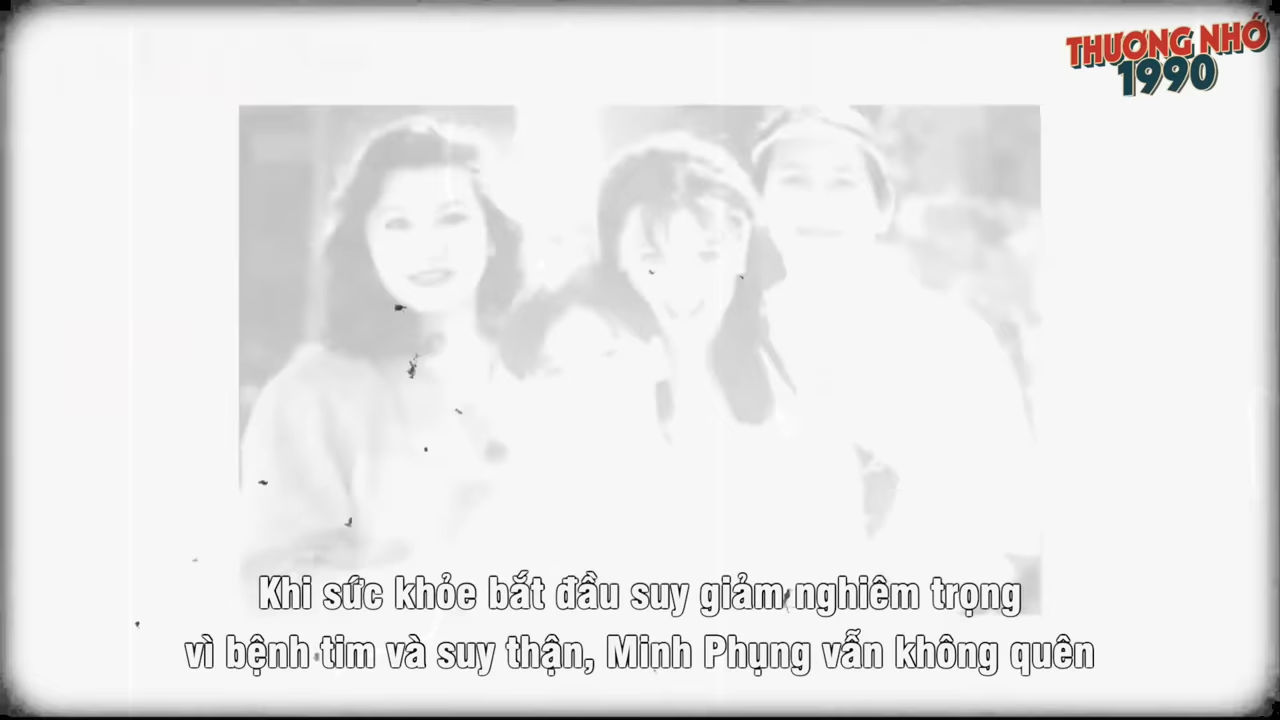 THƯƠNG NHỚ
1990
Khi sức khỏe bắt đầu suy giảm nghiêm trọng
vì bệnh tim và suy thận, Minh Phụng vẫn không quên